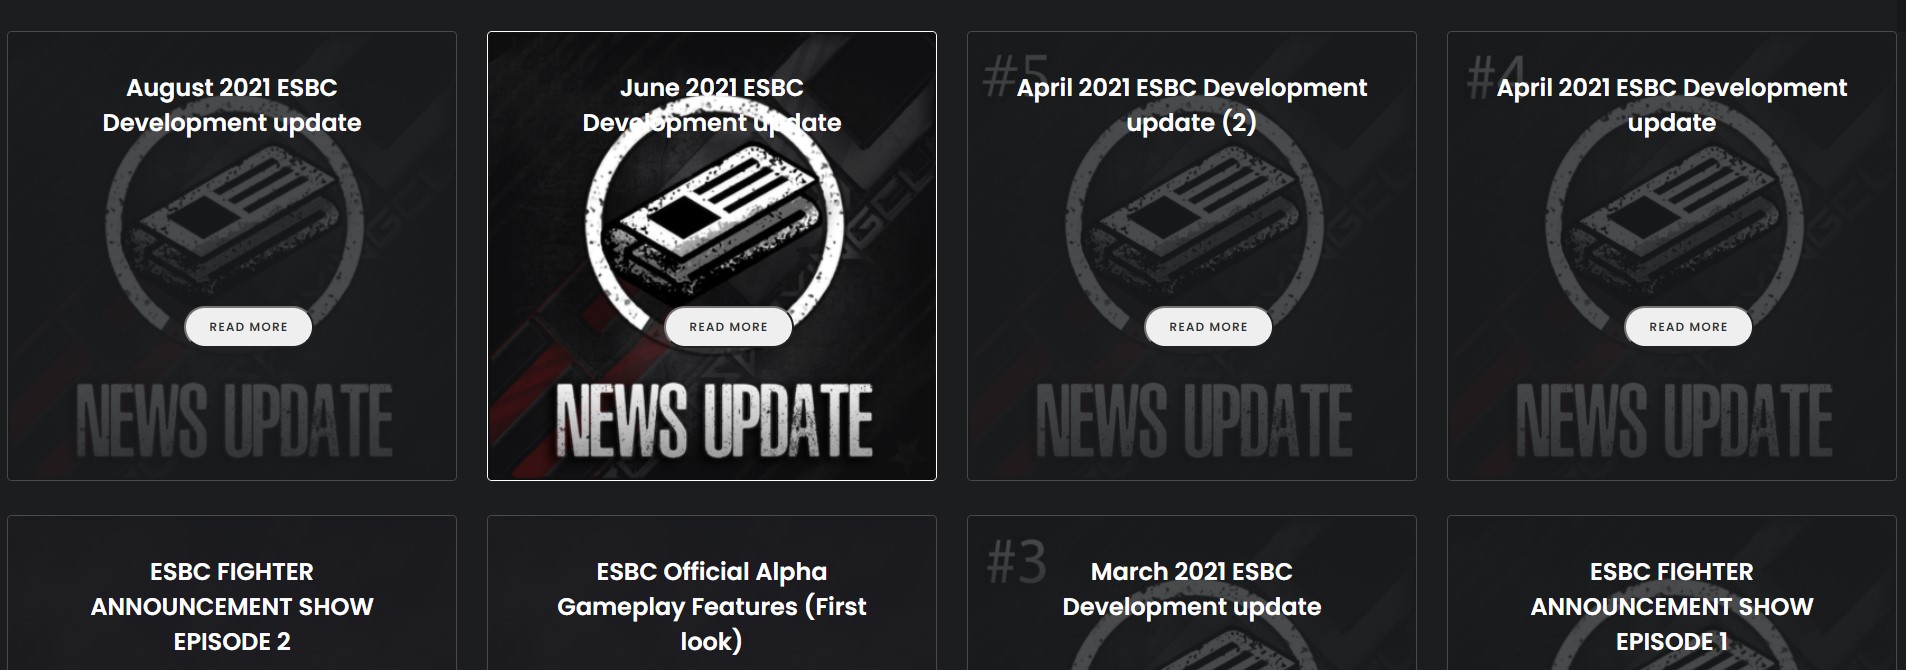 August 2021 ESBC
Development update
READ MORE
NEWS UPDATE
June 2021 ESBC
Development update
READ MORE
NEWS UPDATE
#5
April 2021 ESBC Development
update (2)
READ MORE
NEWS UPDATE
#4
April 2021 ESBC Development
update
READ MORE
NEWS UPDATE
ESBC FIGHTER
ANNOUNCEMENT SHOW
EPISODE 2
ESBC Official Alpha
Gameplay Features (First
look)
#3
March 2021 ESBC
Development update
ESBC FIGHTER
ANNOUNCEMENT SHOW
EPISODE 1